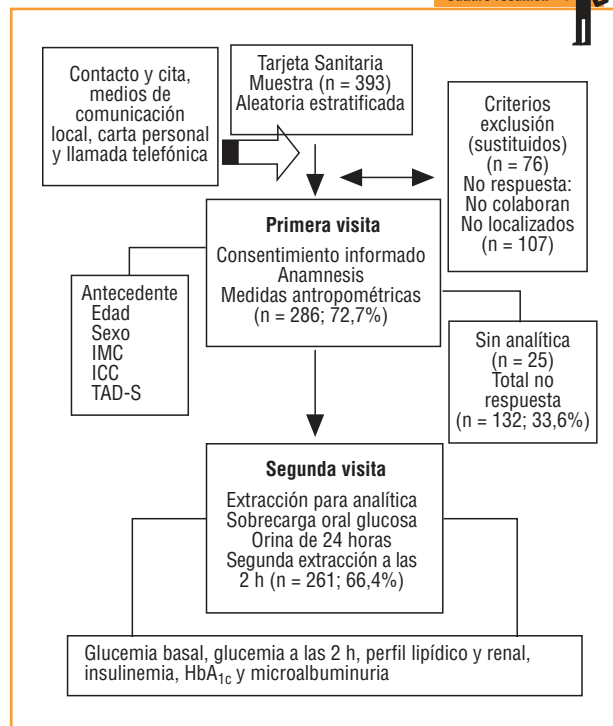 Cuadro resumen
Contacto y cita,
medios de
comunicación
local, carta personal
y llamada telefónica
Tarjeta Sanitaria
Muestra (n = 393)
Aleatoria estratificada
Criterios
exclusión
(sustituidos)
(n = 76)
No respuesta:
No colaboran
No localizados
(n = 107)
Primera visita
Consentimiento informado
Anamnesis
Medidas antropométricas
(n = 286; 72,7%)
Antecedente
Edad
Sexo
IMC
ICC
TAD-S
Sin analítica
(n = 25)
Total no
respuesta
(n = 132; 33,6%)
Segunda visita
Extracción para analítica
Sobrecarga oral glucosa
Orina de 24 horas
Segunda extracción a las
2 h (n = 261; 66,4%)
Glucemia basal, glucemia a las 2 h, perfil lipídico y renal,
insulinemia, HbA1c y microalbuminuria